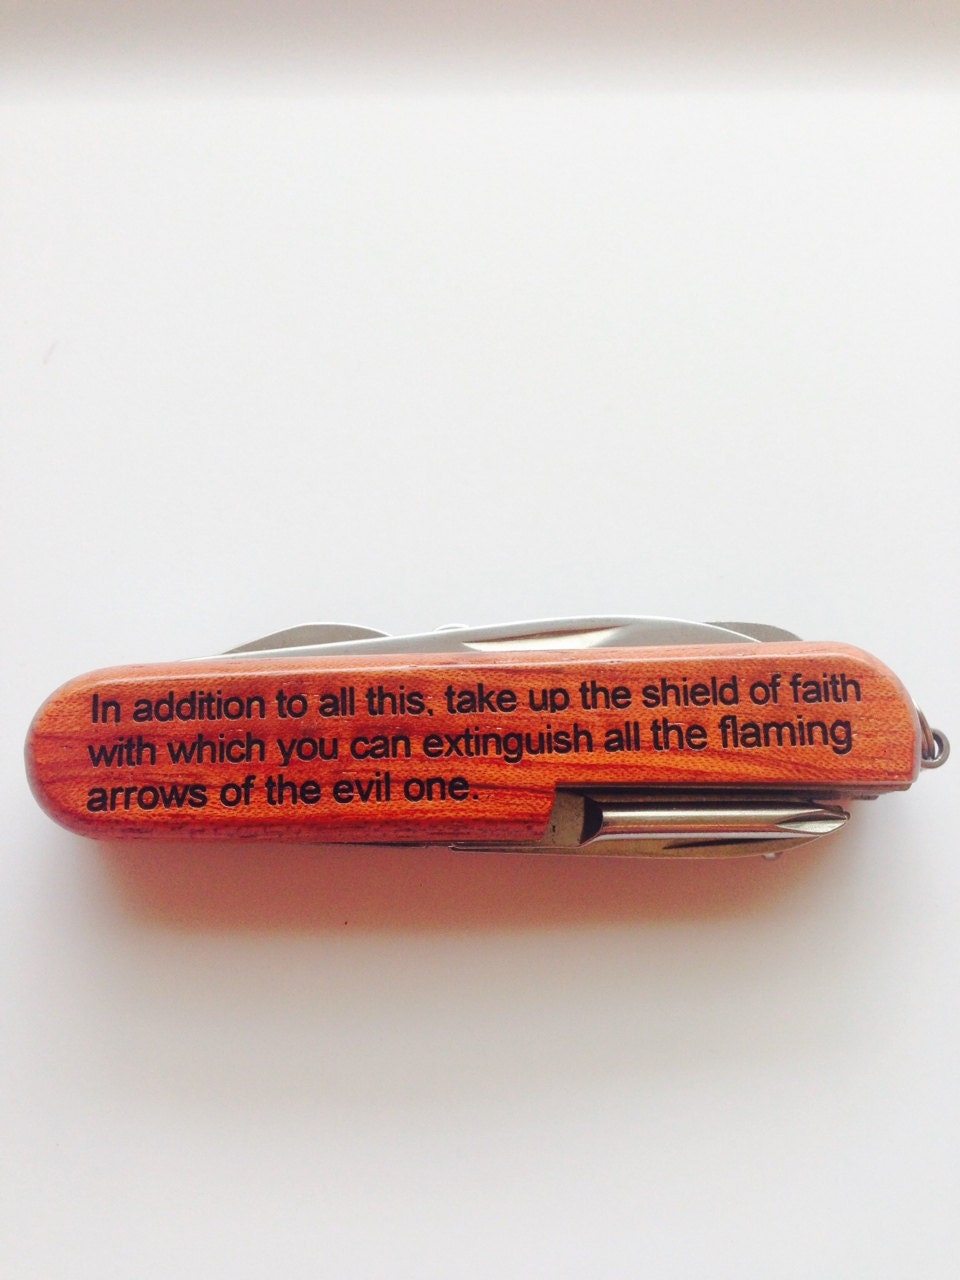 In addition to all this, take up the shield of faith
with which you can extinguish all the flaming
arrows of the evil one.